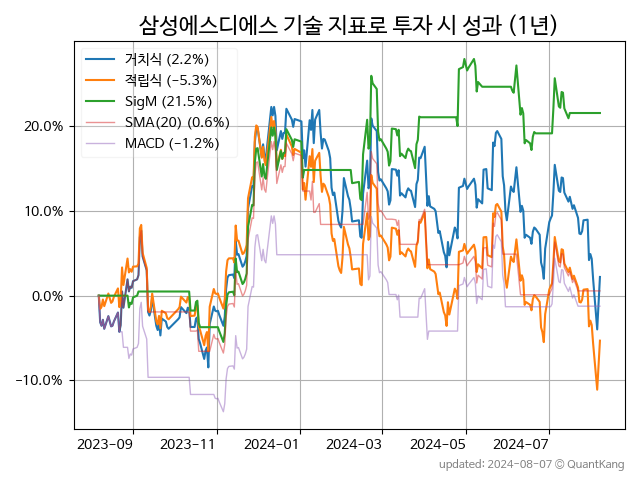 삼성에스디에스 기술 지표로 투자 시 성과 (1년)
거치식 (2.2%)
적립식 (−5.3%)
SigM (21.5%)
SMA(20) (0.6%)
MACD (−1.2%)
20.0%
10.0%
0.0%
−10.0%
2023-09 2023-11 2024-01 2024-03 2024-05 2024-07
updated: 2024-08-07 © QuantKang